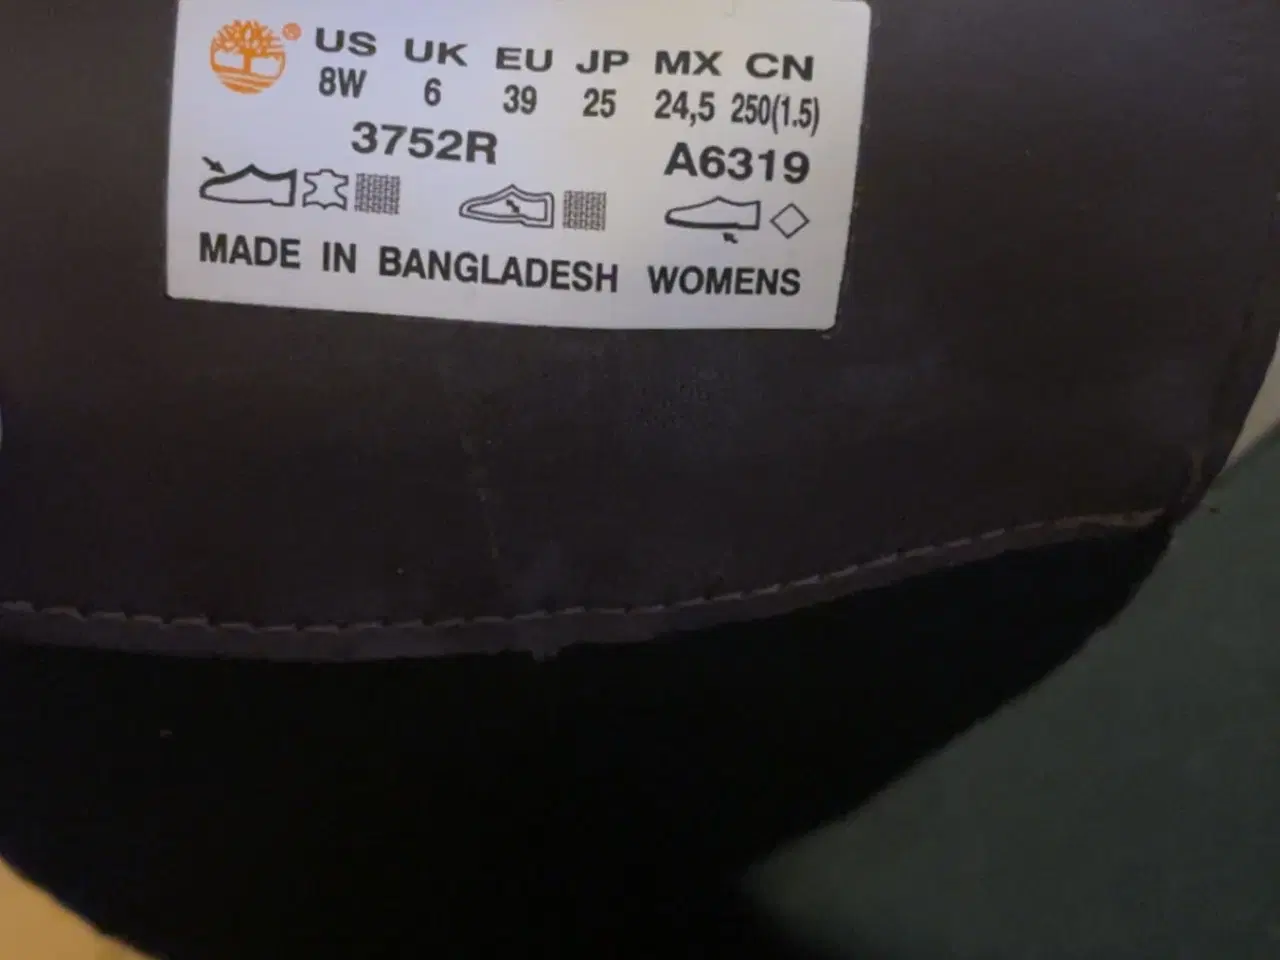 ® US UK EU JP MX CN
8W 6 39 25 24,5 250(1.5)
3752R A6319
MADE IN BANGLADESH WOMENS